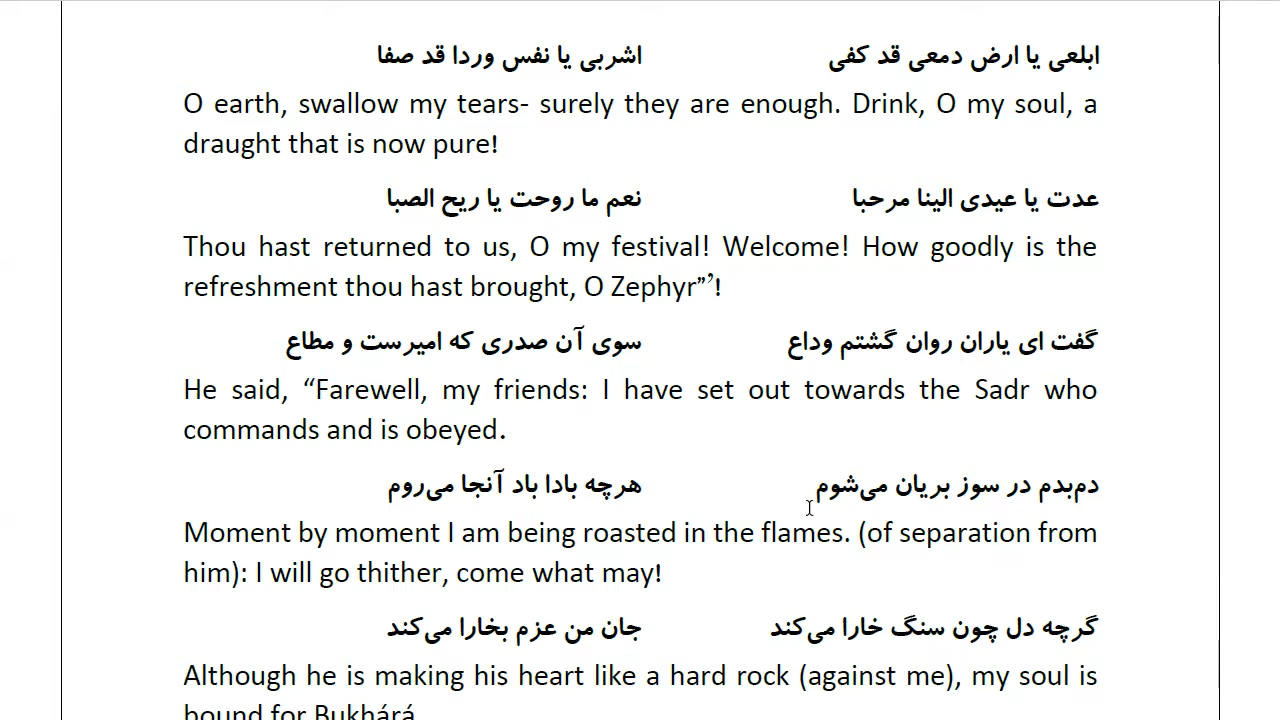 ابلعی یا ارض دمعی قد کفی اشربی یا نفس وردا قد صفا
O earth, swallow my tears- surely they are enough. Drink, O my soul, a
draught that is now pure!
عدت یا عیدی الینا مرحبا نعم ما روحت یا ریح الصبا
Thou hast returned to us, O my festival! Welcome! How goodly is the
refreshment thou hast brought, O Zephyr”’!
گفت ای یاران روان گشتم وداع سوی آن صدری که امیرست و مطاع
He said, “Farewell, my friends: I have set out towards the Sadr who
commands and is obeyed.
دم‌بدم در سوز بریان می‌شوم هرچه بادا باد آنجا می‌روم
Moment by moment I am being roasted in the flames. (of separation from
him): I will go thither, come what may!
گرچه دل چون سنگ خارا می‌کند جان من عزم بخارا می‌کند
Although he is making his heart like a hard rock (against me), my soul is
bound for Bukhárá